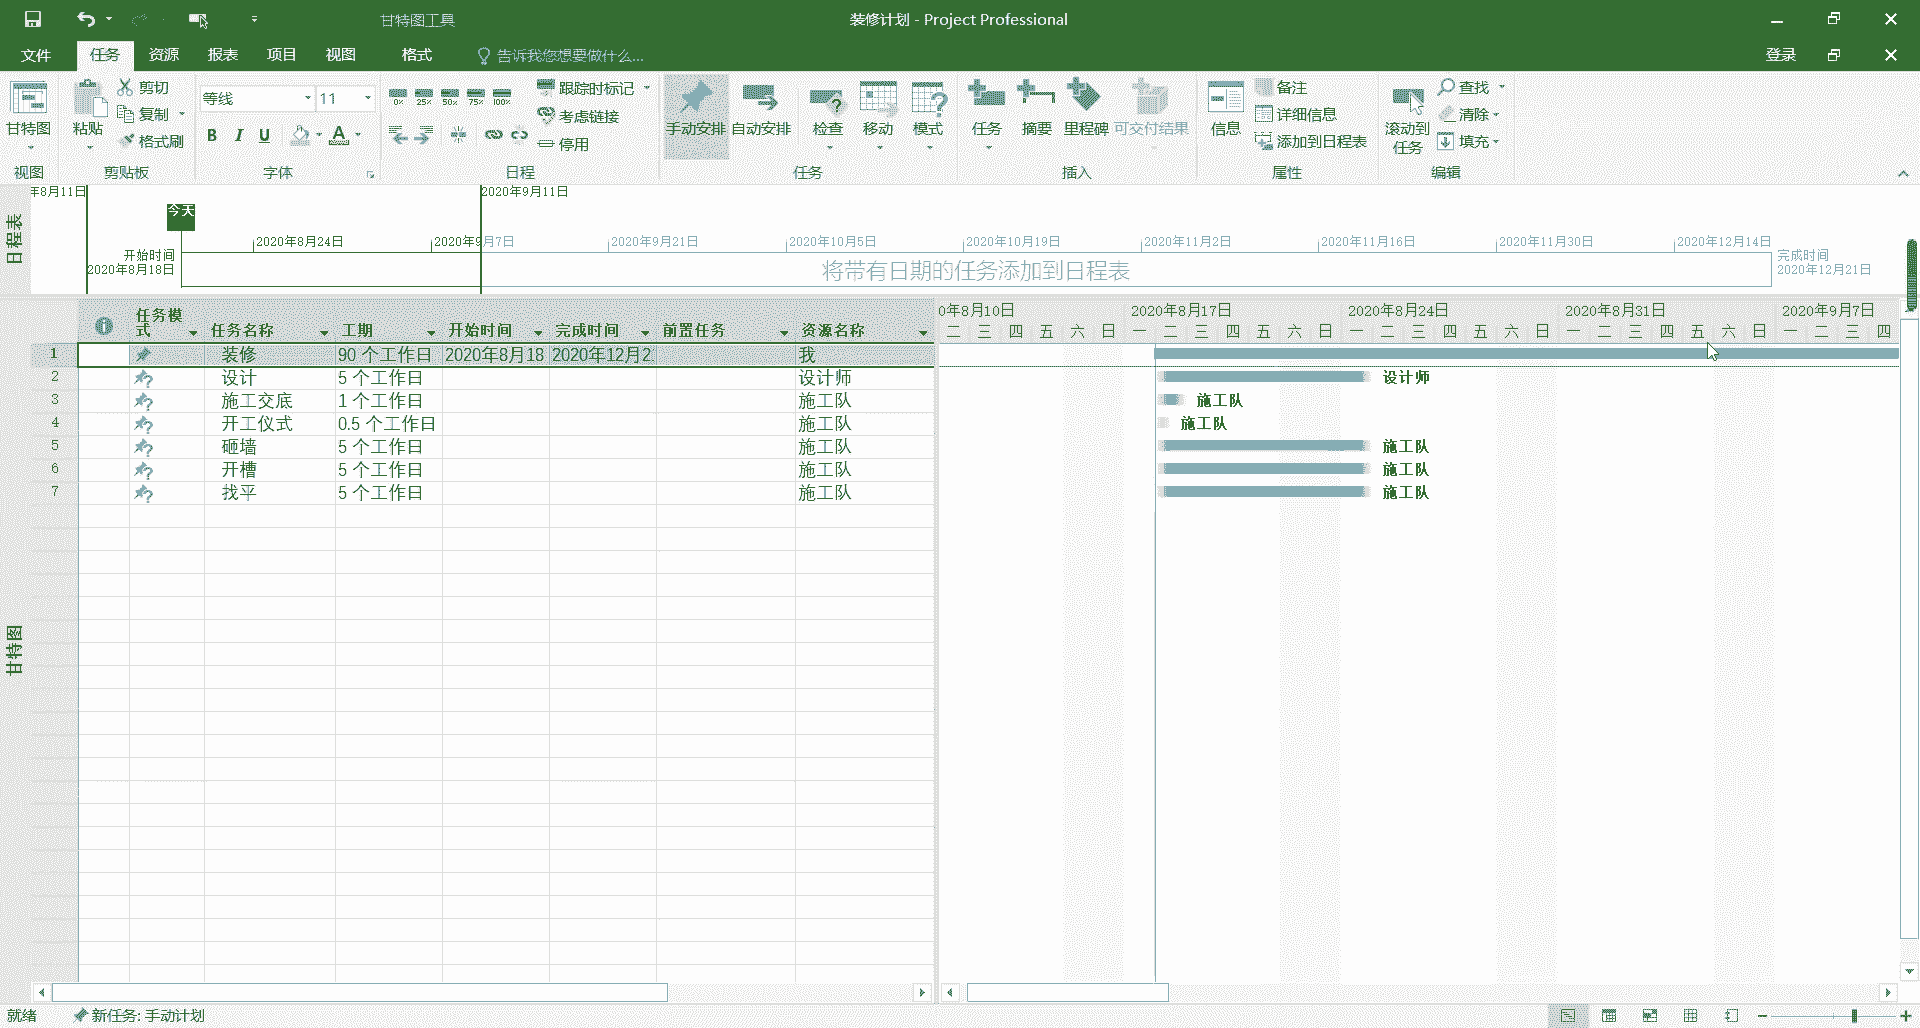 甘特图工具
装修计划 - Project Professional
文件 任务 资源 报表 项目 视图 格式 告诉我您想要做什么... 登录
甘特图
视图
粘贴
剪切
复制
格式刷
剪贴板
等线 11
B I U A
字体
0% 25% 50% 75% 100%
跟踪时标记
考虑链接
停用
日程
手动安排 自动安排 检查 移动 模式
任务
任务 摘要 里程碑 可交付结果
插入
信息
备注
详细信息
添加到日程表
属性
滚动到
任务
查找
清除
填充
编辑
日程表
年8月11日 2020年9月11日
今天
2020年8月24日 2020年9月7日 2020年9月21日 2020年10月5日 2020年10月19日 2020年11月2日 2020年11月16日 2020年11月30日 2020年12月14日
开始时间
2020年8月18日
将带有日期的任务添加到日程表
完成时间
2020年12月21日
甘特图
任务模式 任务名称 工期 开始时间 完成时间 前置任务 资源名称
1 装修 90 个工作日 2020年8月18 2020年12月2 我
2 设计 5 个工作日 设计师
3 施工交底 1 个工作日 施工队
4 开工仪式 0.5 个工作日 施工队
5 砸墙 5 个工作日 施工队
6 开槽 5 个工作日 施工队
7 找平 5 个工作日 施工队
0年8月10日 2020年8月17日 2020年8月24日 2020年8月31日 2020年9月7日
二 三 四 五 六 日 一 二 三 四 五 六 日 一 二 三 四 五 六 日 一 二 三 四 五 六 日 一 二 三 四
设计师
施工队
施工队
施工队
施工队
施工队
就绪 新任务: 手动计划